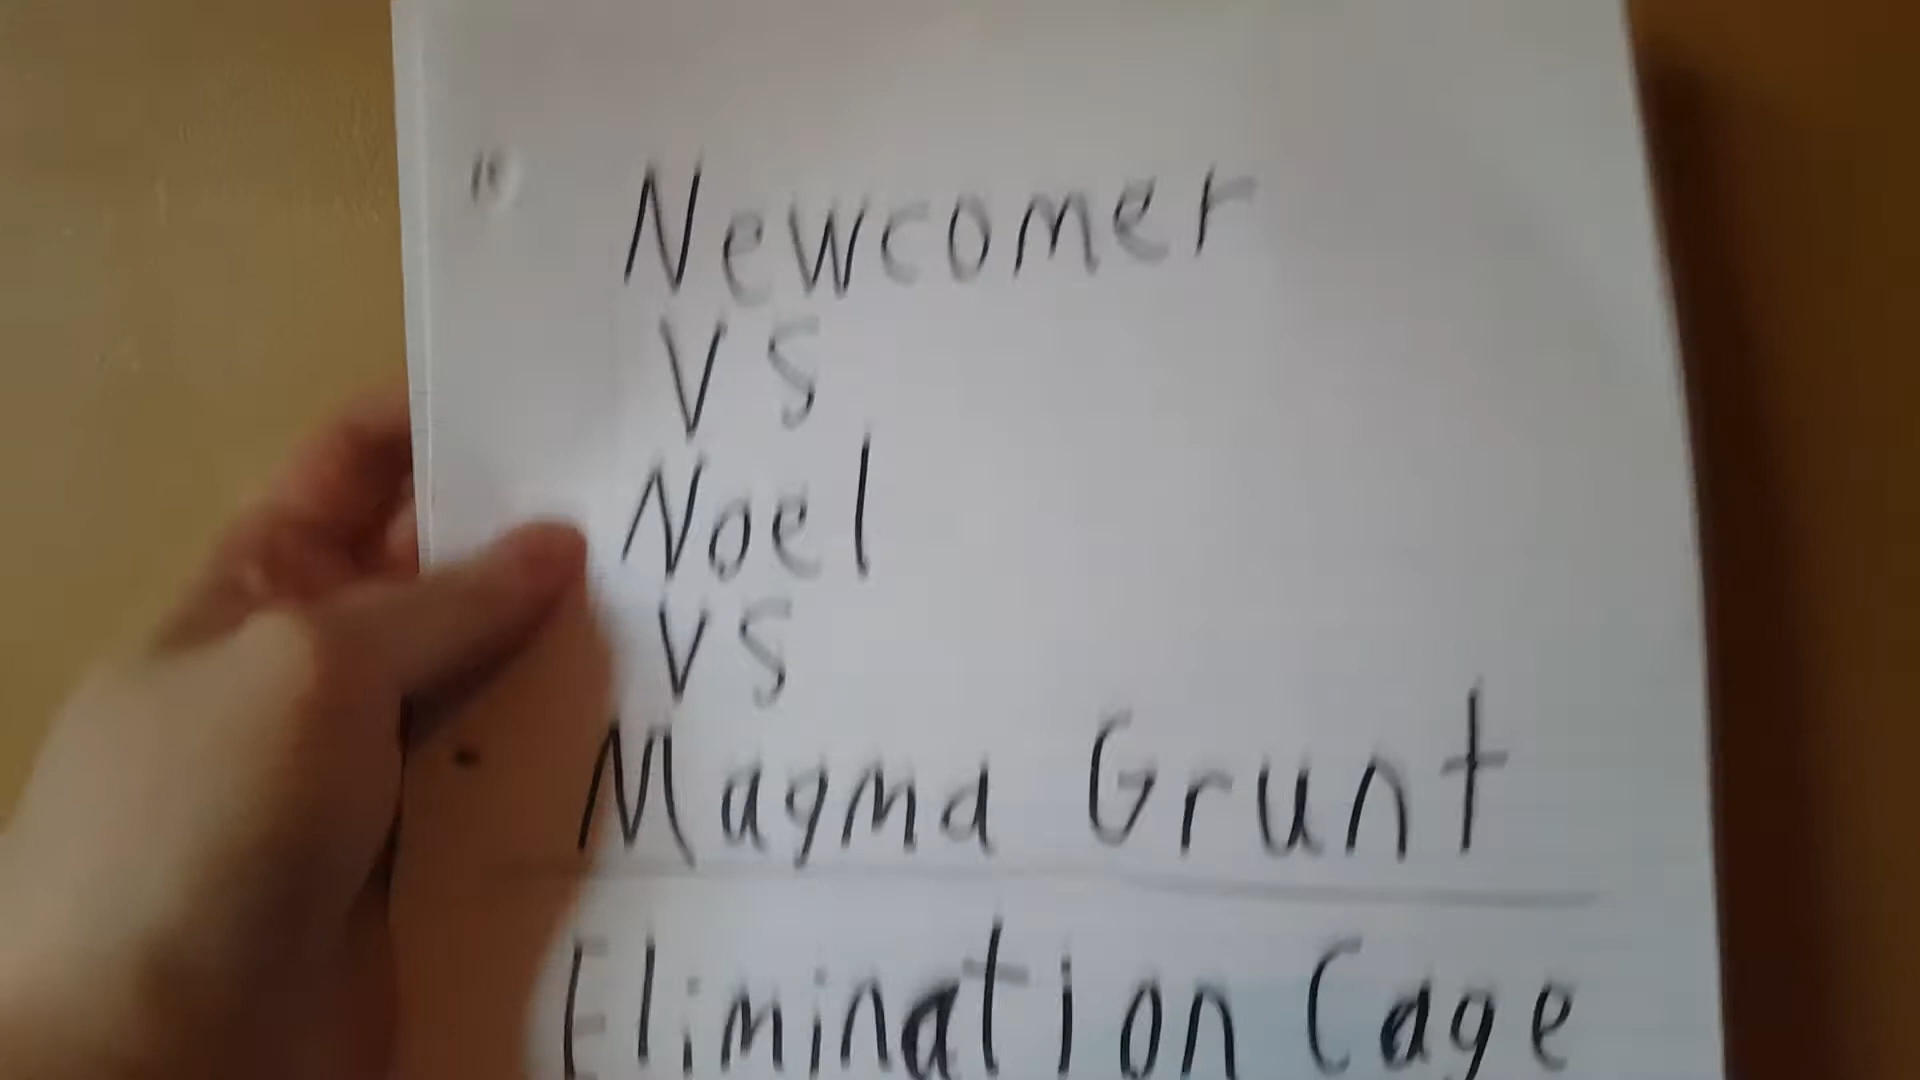 " Newcomer
VS
Noel
VS
Magma Grunt
Elimination Cage